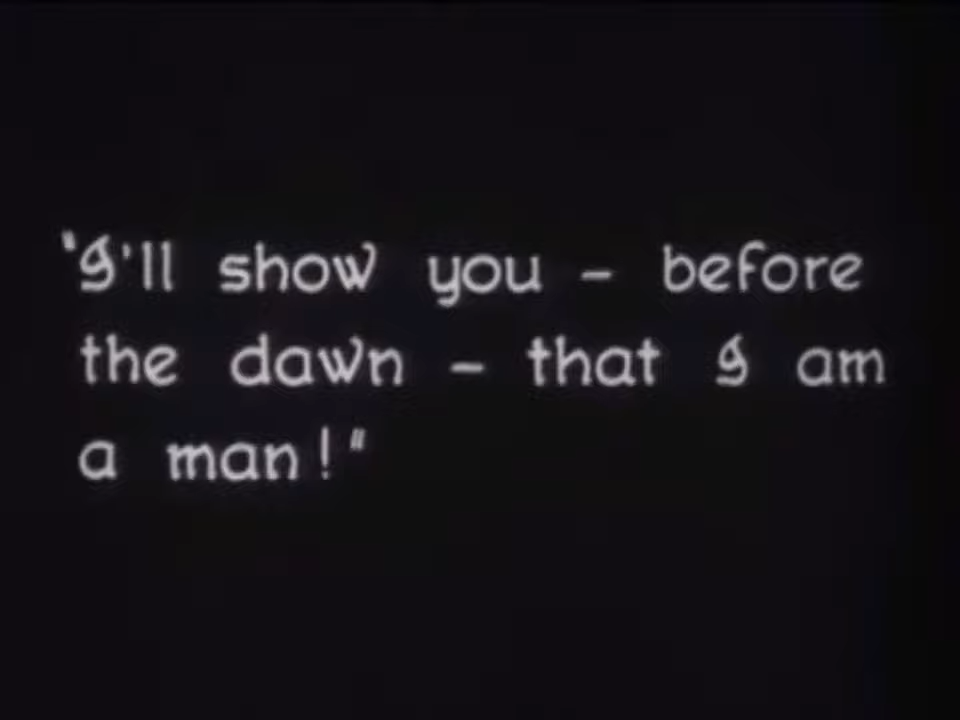 "I'll show you – before
the dawn – that I am
a man!"